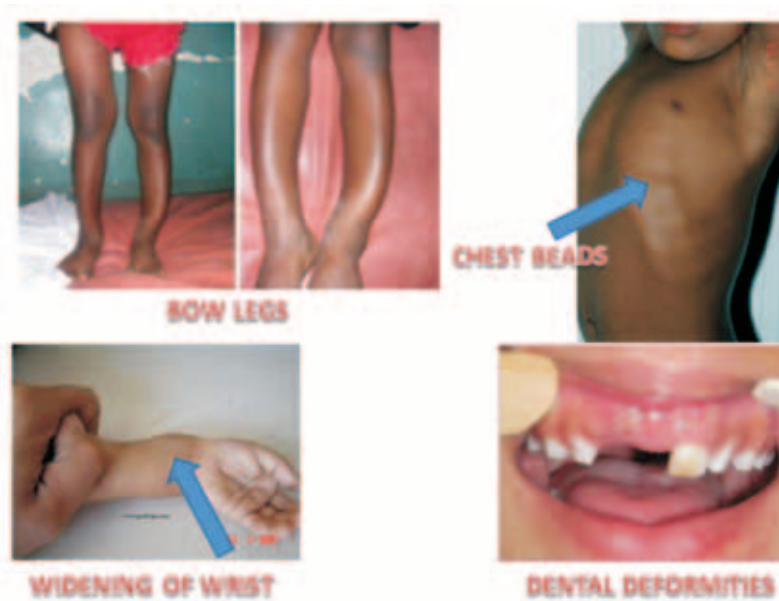 CHEST BEADS
BOW LEGS
WIDENING OF WRIST
DENTAL DEFORMITIES